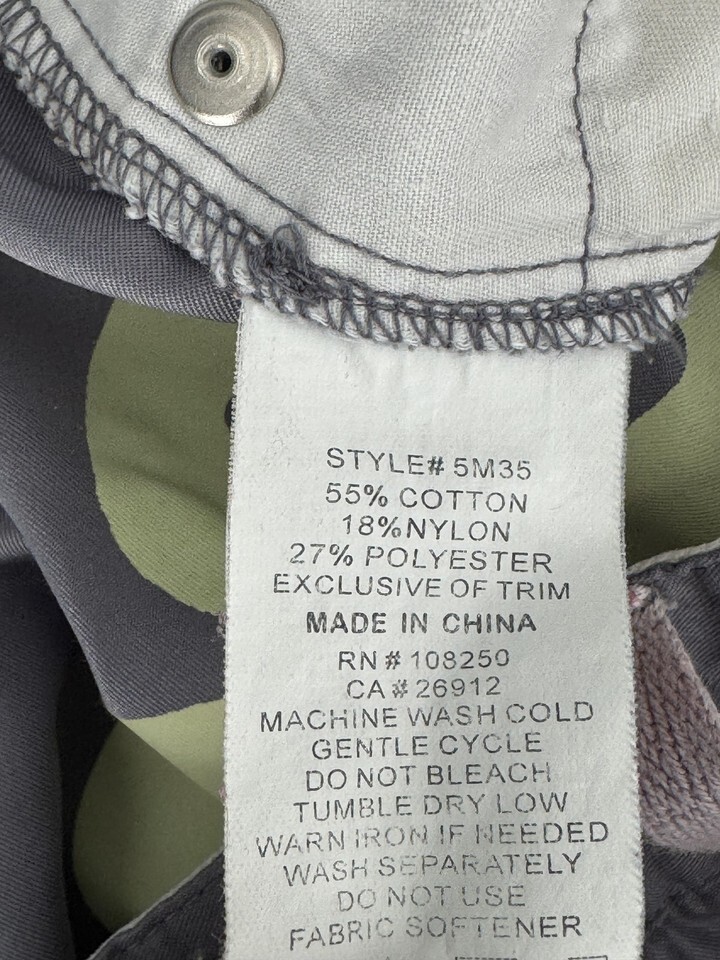 STYLE# 5M35
55% COTTON
18%NYLON
27% POLYESTER
EXCLUSIVE OF TRIM
MADE IN CHINA
RN # 108250
CA # 26912
MACHINE WASH COLD
GENTLE CYCLE
DO NOT BLEACH
TUMBLE DRY LOW
WARN IRON IF NEEDED
WASH SEPARATELY
DO NOT USE
FABRIC SOFTENER